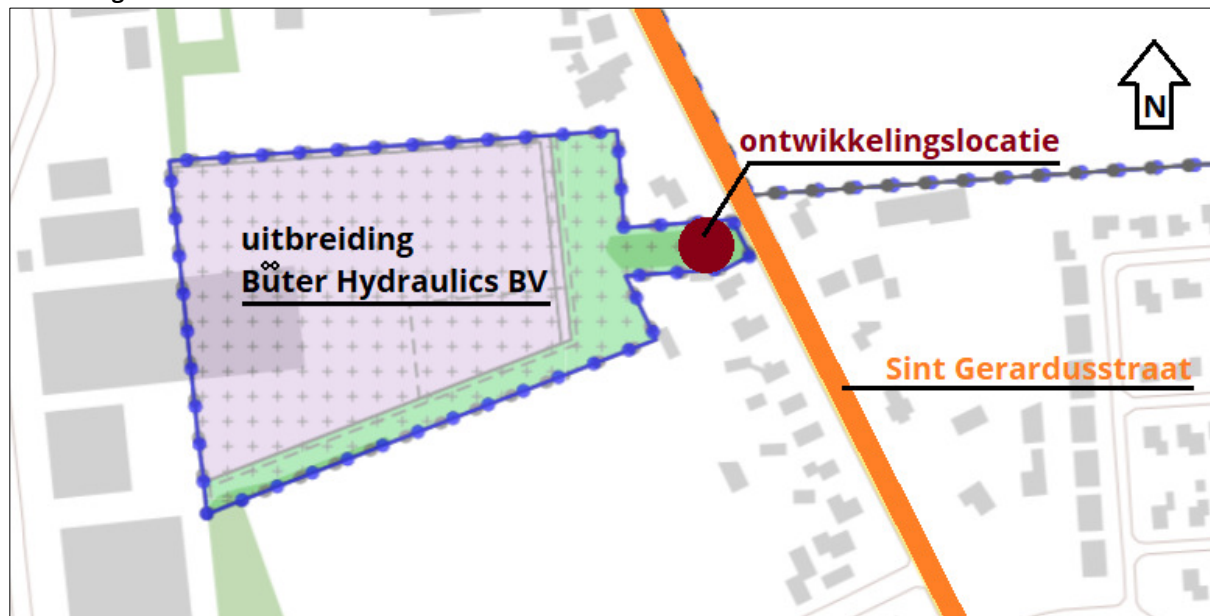 N
ontwikkelingslocatie
uitbreiding
Büter Hydraulics BV
Sint Gerardusstraat